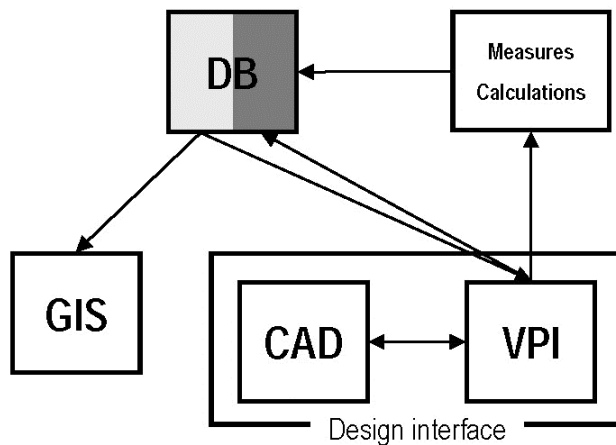 DB
Measures
Calculations
GIS
CAD
VPI
Design interface